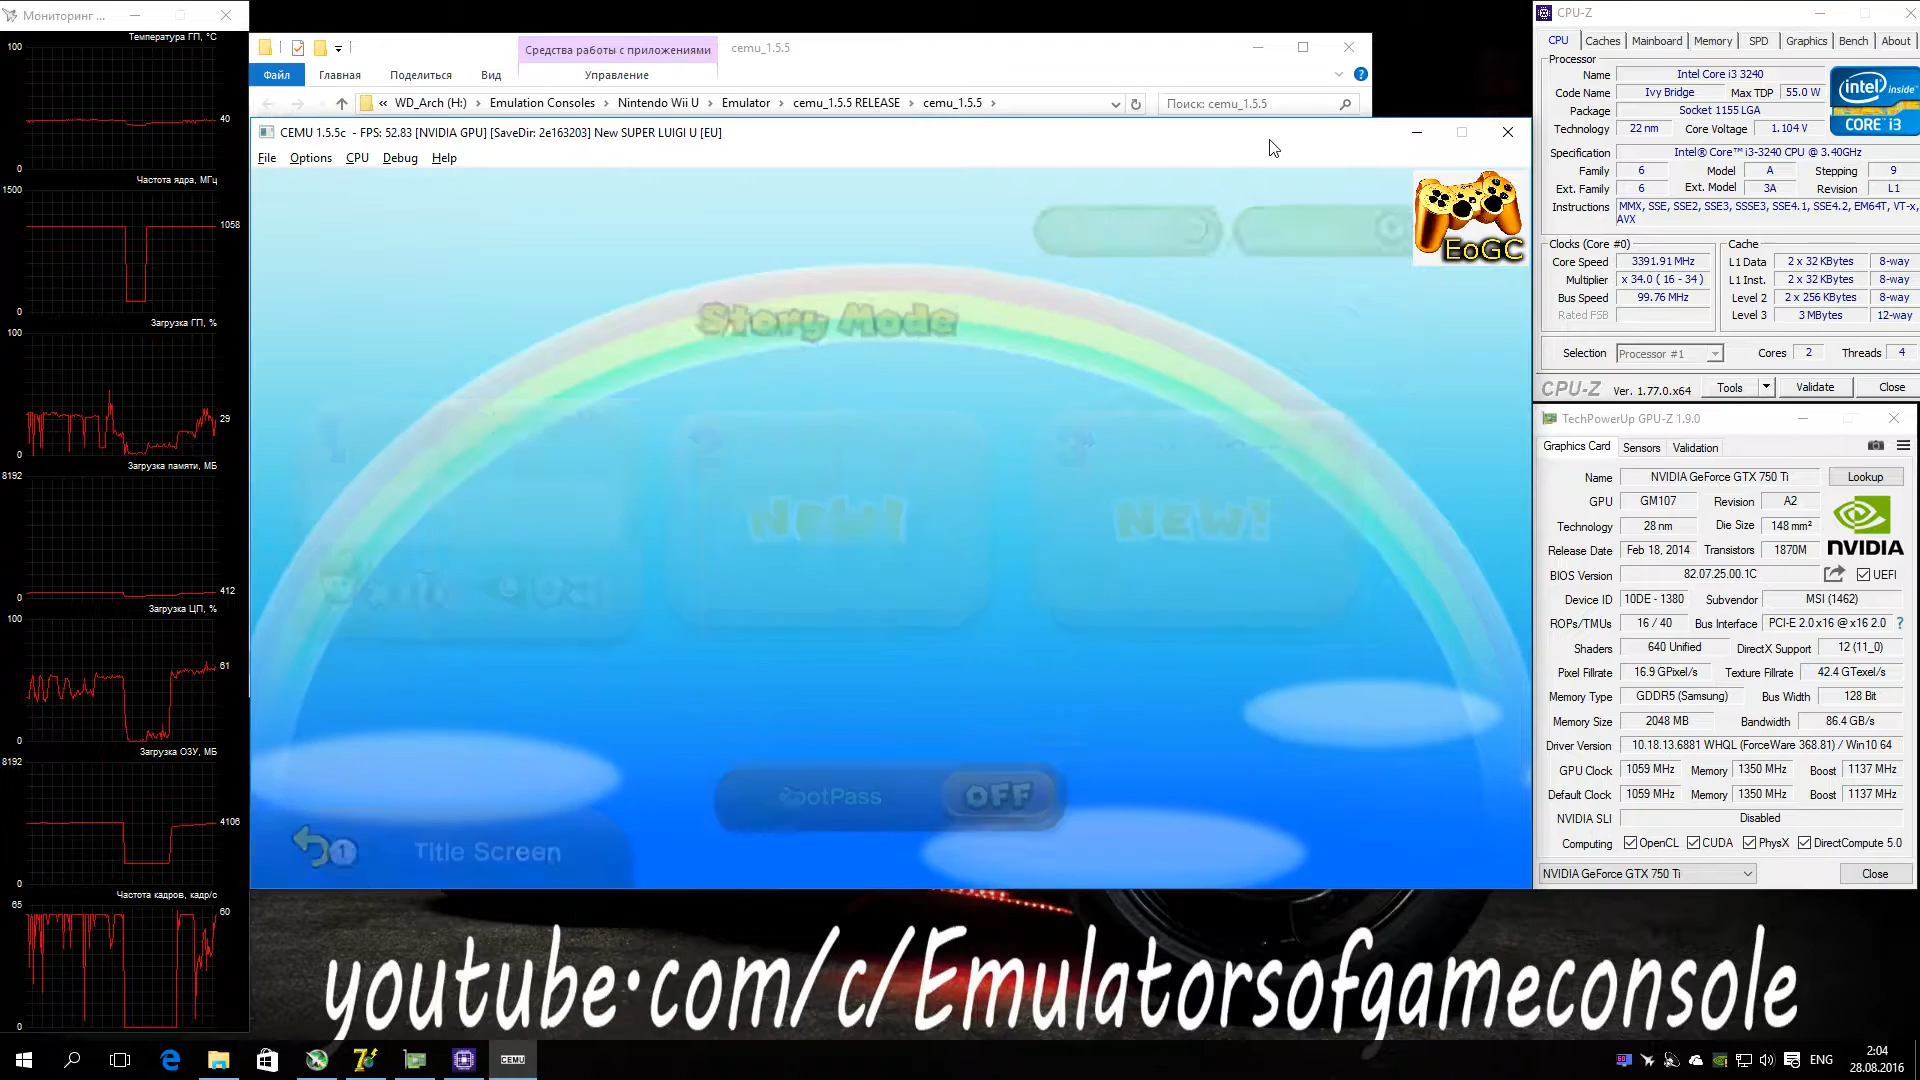 Мониторинг ...
Температура ГП, °C
100
40
0
Частота ядра, МГц
1500
1058
0
Загрузка ГП, %
100
29
0
Загрузка памяти, МБ
8192
412
0
Загрузка ЦП, %
100
61
0
Загрузка ОЗУ, МБ
8192
4106
0
Частота кадров, кадр/с
65
60
0
Средства работы с приложениями
cemu_1.5.5
Файл
Главная
Поделиться
Вид
Управление
WD_Arch (H:) › Emulation Consoles › Nintendo Wii U › Emulator › cemu_1.5.5 RELEASE › cemu_1.5.5 ›
Поиск: cemu_1.5.5
CEMU 1.5.5c - FPS: 52.83 [NVIDIA GPU] [SaveDir: 2e163203] New SUPER LUIGI U [EU]
File Options CPU Debug Help
EoGC
Story Mode
1
2
3
NEW!
NEW!
OFF
1 Title Screen
youtube.com/c/Emulatorsofgameconsole
CPU-Z
CPU Caches Mainboard Memory SPD Graphics Bench About
Processor
Name Intel Core i3 3240
Code Name Ivy Bridge Max TDP 55.0 W
Package Socket 1155 LGA
Technology 22 nm Core Voltage 1.104 V
intel inside™
CORE i3
Specification Intel® Core™ i3-3240 CPU @ 3.40GHz
Family 6 Model A Stepping 9
Ext. Family 6 Ext. Model 3A Revision L1
Instructions MMX, SSE, SSE2, SSE3, SSSE3, SSE4.1, SSE4.2, EM64T, VT-x,
AVX
Clocks (Core #0)
Core Speed 3391.91 MHz
Multiplier x 34.0 ( 16 - 34 )
Bus Speed 99.76 MHz
Rated FSB
Cache
L1 Data 2 x 32 KBytes 8-way
L1 Inst. 2 x 32 KBytes 8-way
Level 2 2 x 256 KBytes 8-way
Level 3 3 MBytes 12-way
Selection Processor #1 Cores 2 Threads 4
CPU-Z Ver. 1.77.0.x64 Tools Validate Close
TechPowerUp GPU-Z 1.9.0
Graphics Card Sensors Validation
Name NVIDIA GeForce GTX 750 Ti Lookup
GPU GM107 Revision A2
Technology 28 nm Die Size 148 mm²
Release Date Feb 18, 2014 Transistors 1870M
NVIDIA
BIOS Version 82.07.25.00.1C UEFI
Device ID 10DE - 1380 Subvendor MSI (1462)
ROPs/TMUs 16 / 40 Bus Interface PCI-E 2.0 x16 @ x16 2.0 ?
Shaders 640 Unified DirectX Support 12 (11_0)
Pixel Fillrate 16.9 GPixel/s Texture Fillrate 42.4 GTexel/s
Memory Type GDDR5 (Samsung) Bus Width 128 Bit
Memory Size 2048 MB Bandwidth 86.4 GB/s
Driver Version 10.18.13.6881 WHQL (ForceWare 368.81) / Win10 64
GPU Clock 1059 MHz Memory 1350 MHz Boost 1137 MHz
Default Clock 1059 MHz Memory 1350 MHz Boost 1137 MHz
NVIDIA SLI Disabled
Computing OpenCL CUDA PhysX DirectCompute 5.0
NVIDIA GeForce GTX 750 Ti Close
CEMU
60
ENG
2:04
28.08.2016